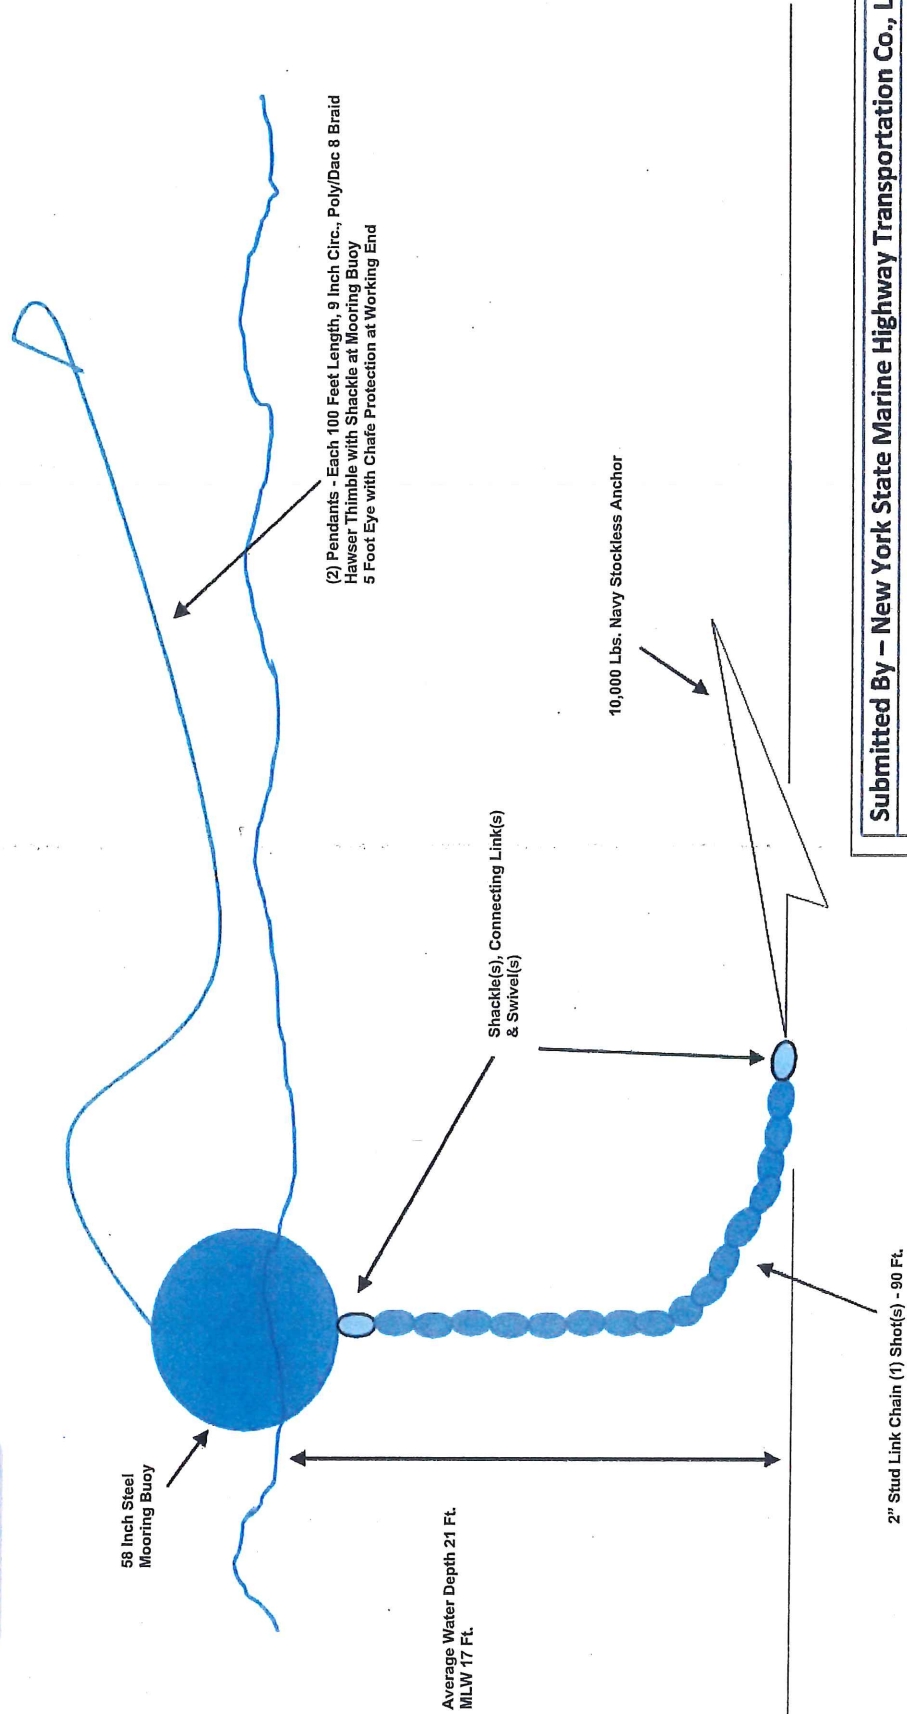 (2) Pendants - Each 100 Feet Length, 9 Inch Circ., Poly/Dac 8 Braid
Hawser Thimble with Shackle at Mooring Buoy
5 Foot Eye with Chafe Protection at Working End
58 Inch Steel
Mooring Buoy
Shackle(s), Connecting Link(s)
& Swivel(s)
10,000 Lbs. Navy Stockless Anchor
Average Water Depth 21 Ft.
MLW 17 Ft.
2" Stud Link Chain (1) Shot(s) - 90 Ft.
Submitted By – New York State Marine Highway Transportation Co., L